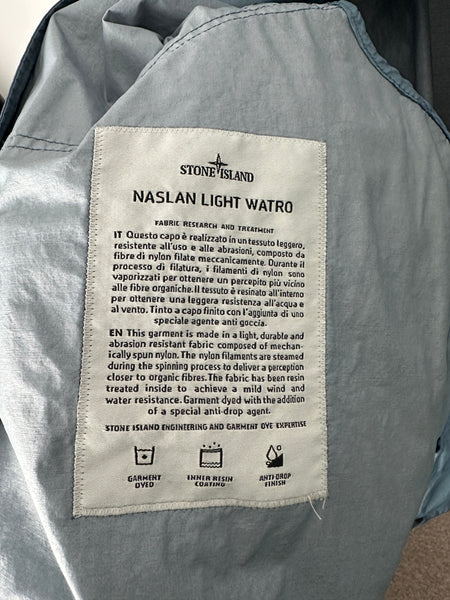 STONE ISLAND
NASLAN LIGHT WATRO
FABRIC RESEARCH AND TREATMENT
IT Questo capo è realizzato in un tessuto leggero,
resistente all'uso e alle abrasioni, composto da
fibre di nylon filate meccanicamente. Durante il
processo di filatura, i filamenti di nylon sono
vaporizzati per ottenere un percepito più vicino
alle fibre organiche. Il tessuto è resinato all'interno
per ottenere una leggera resistenza all'acqua e
al vento. Tinto a capo finito con l'aggiunta di uno
speciale agente anti goccia.
EN This garment is made in a light, durable and
abrasion resistant fabric composed of mechan-
ically spun nylon. The nylon filaments are steamed
during the spinning process to deliver a perception
closer to organic fibres. The fabric has been resin
treated inside to achieve a mild wind and
water resistance. Garment dyed with the addition
of a special anti-drop agent.
STONE ISLAND ENGINEERING AND GARMENT DYE EXPERTISE
GARMENT
DYED
INNER RESIN
COATING
ANTI-DROP
FINISH